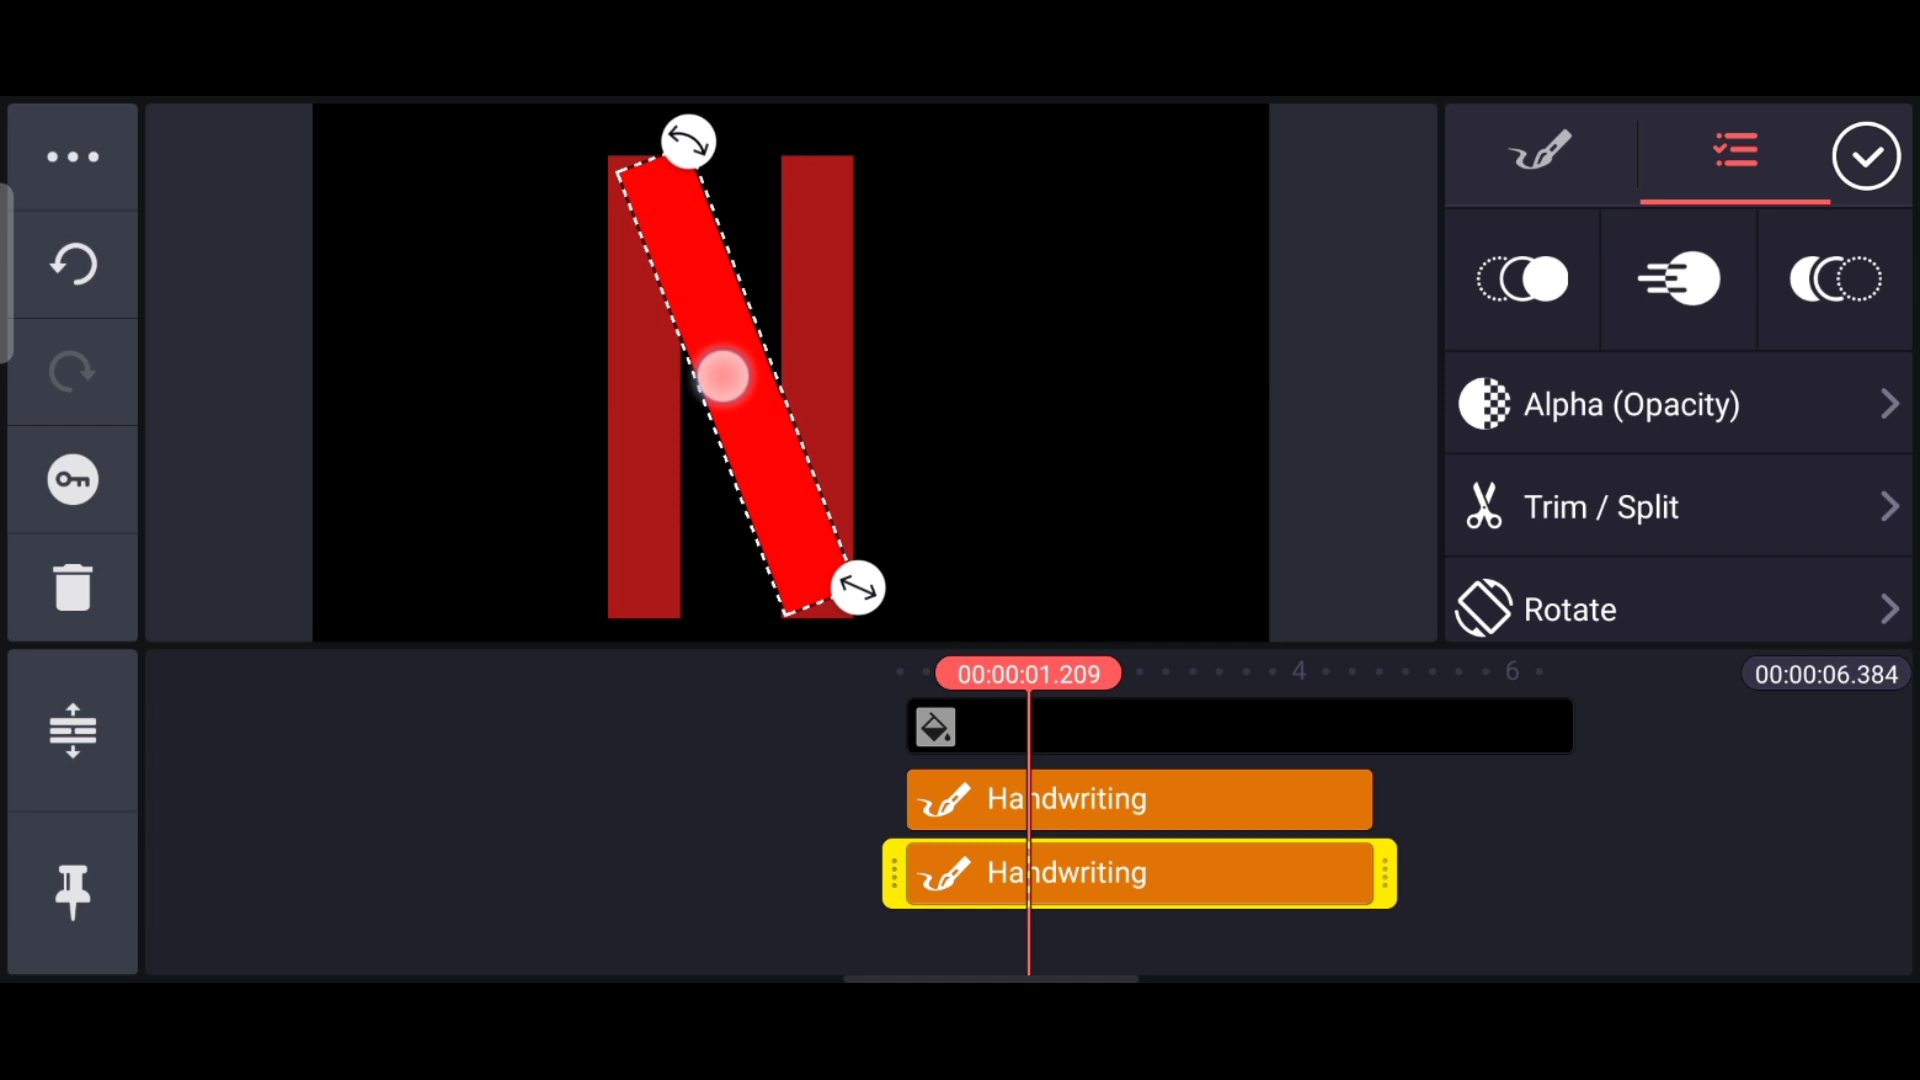 Alpha (Opacity)
Trim / Split
Rotate
00:00:01.209
4
6
00:00:06.384
Handwriting
Handwriting